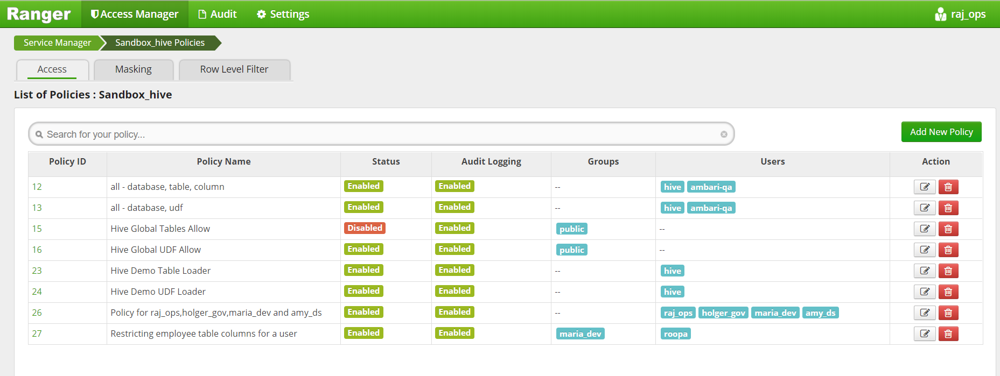 Ranger Access Manager Audit Settings raj_ops
Service Manager Sandbox_hive Policies
Access Masking Row Level Filter
List of Policies : Sandbox_hive
Search for your policy... Add New Policy
Policy ID Policy Name Status Audit Logging Groups Users Action
12 all - database, table, column Enabled Enabled -- hive ambari-qa
13 all - database, udf Enabled Enabled -- hive ambari-qa
15 Hive Global Tables Allow Disabled Enabled public --
16 Hive Global UDF Allow Enabled Enabled public --
23 Hive Demo Table Loader Enabled Enabled -- hive
24 Hive Demo UDF Loader Enabled Enabled -- hive
26 Policy for raj_ops,holger_gov,maria_dev and amy_ds Enabled Enabled -- raj_ops holger_gov maria_dev amy_ds
27 Restricting employee table columns for a user Enabled Enabled maria_dev roopa